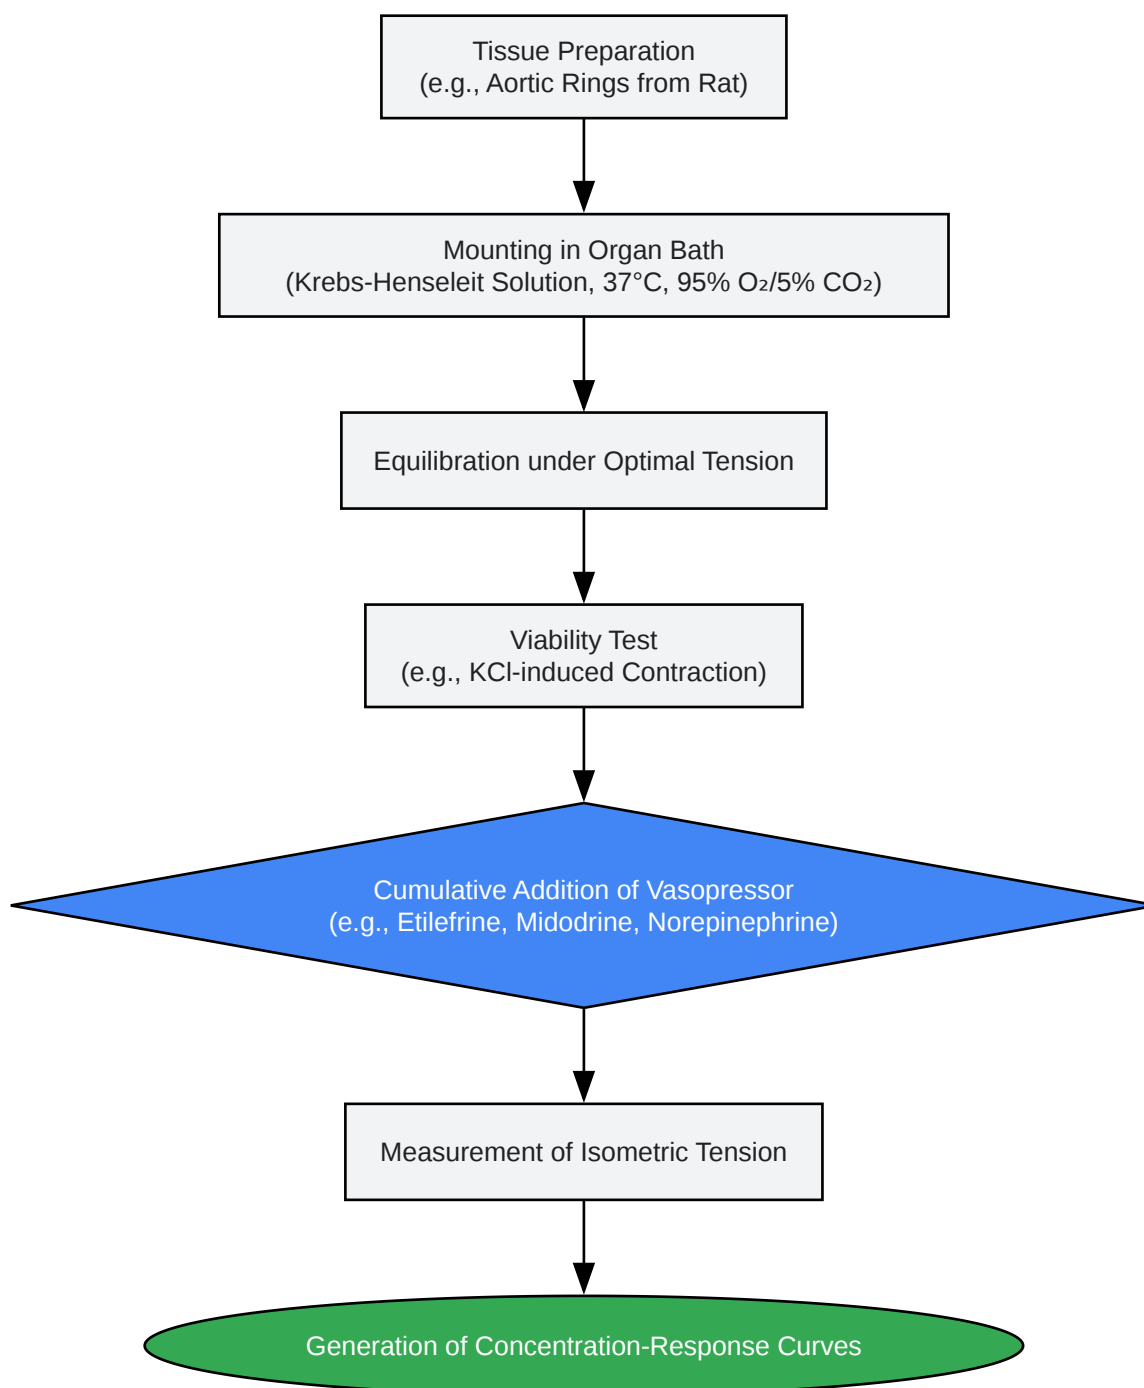 Tissue Preparation
(e.g., Aortic Rings from Rat)
Mounting in Organ Bath
(Krebs-Henseleit Solution, 37°C, 95% O₂/5% CO₂)
Equilibration under Optimal Tension
Viability Test
(e.g., KCl-induced Contraction)
Cumulative Addition of Vasopressor
(e.g., Etilefrine, Midodrine, Norepinephrine)
Measurement of Isometric Tension
Generation of Concentration-Response Curves